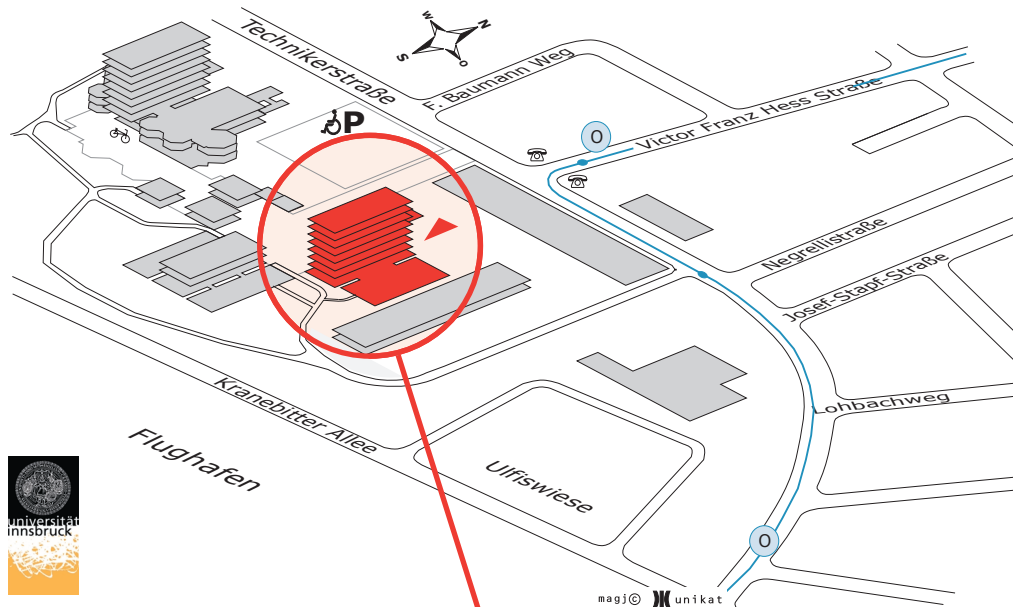 W
N
S
O
Technikerstraße
F. Baumann Weg
P
O
Victor Franz Hess Straße
Negrellistraße
Josef-Stapf-Straße
Lohbachweg
Kranebitter Allee
Flughafen
Ulfiswiese
O
universität
innsbruck
magj© unikat